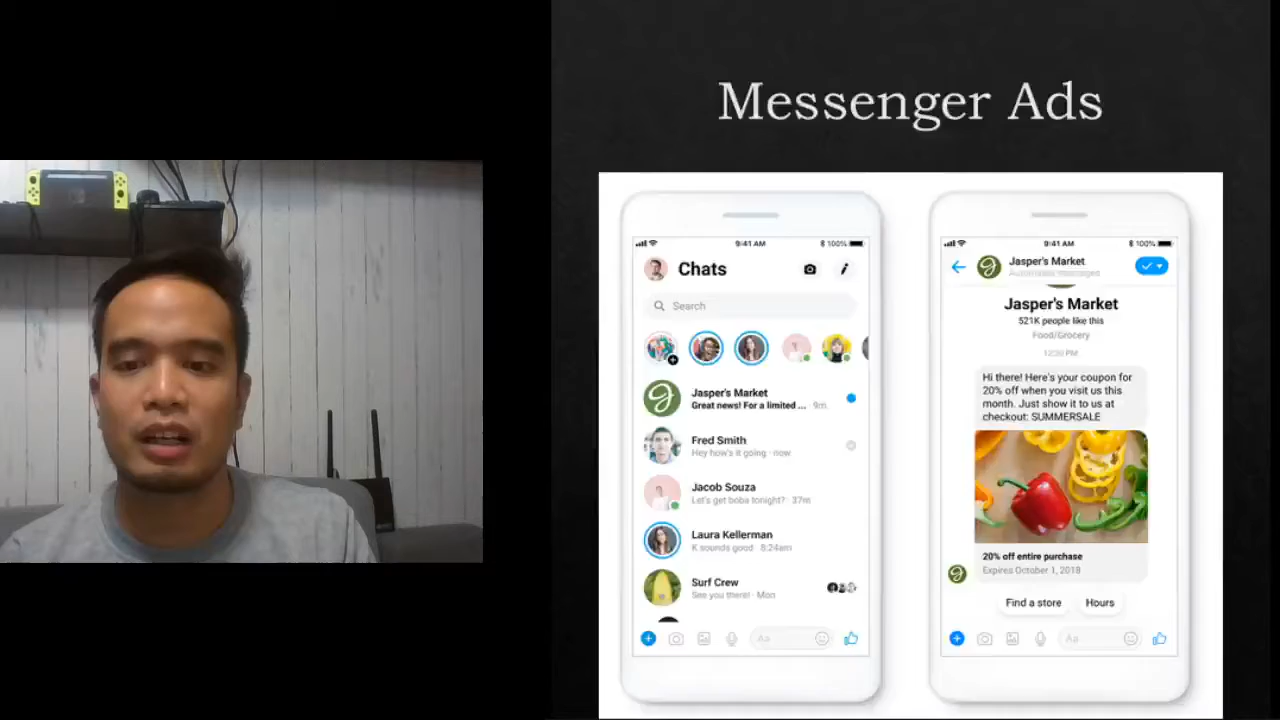 Messenger Ads
9:41 AM
100%
Chats
Search
Jasper's Market
Great news! For a limited ... 9m
Fred Smith
Hey how's it going · now
Jacob Souza
Let's get boba tonight? · 37m
Laura Kellerman
K sounds good · 8:24am
Surf Crew
See you there! · Mon
Aa
9:41 AM
100%
Jasper's Market
Jasper's Market
521K people like this
Food/Grocery
Hi there! Here's your coupon for
20% off when you visit us this
month. Just show it to us at
checkout: SUMMERSALE
20% off entire purchase
Expires October 1, 2018
Find a store
Hours
Aa